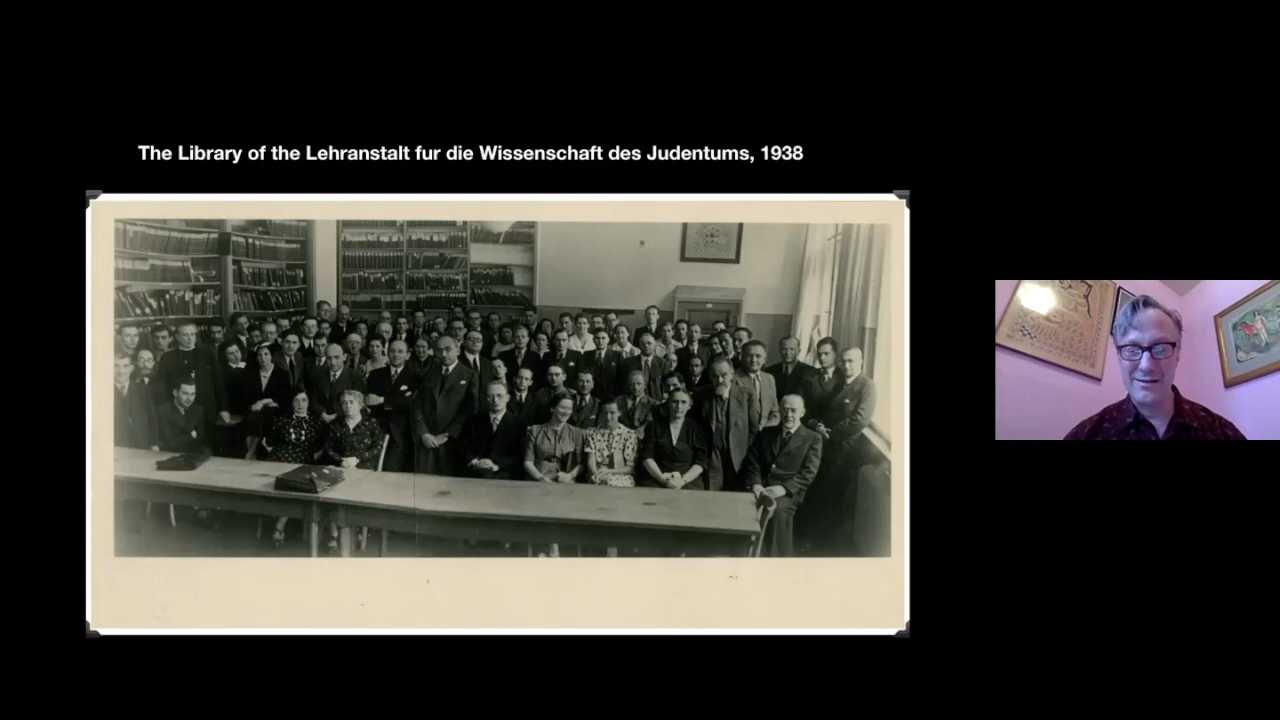 The Library of the Lehranstalt fur die Wissenschaft des Judentums, 1938